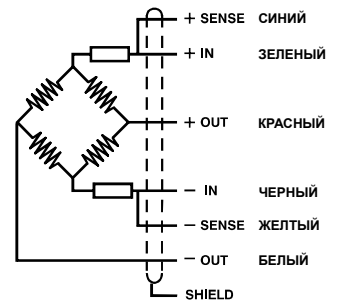 + SENSE СИНИЙ
+ IN ЗЕЛЕНЫЙ
+ OUT КРАСНЫЙ
− IN ЧЕРНЫЙ
− SENSE ЖЕЛТЫЙ
− OUT БЕЛЫЙ
SHIELD